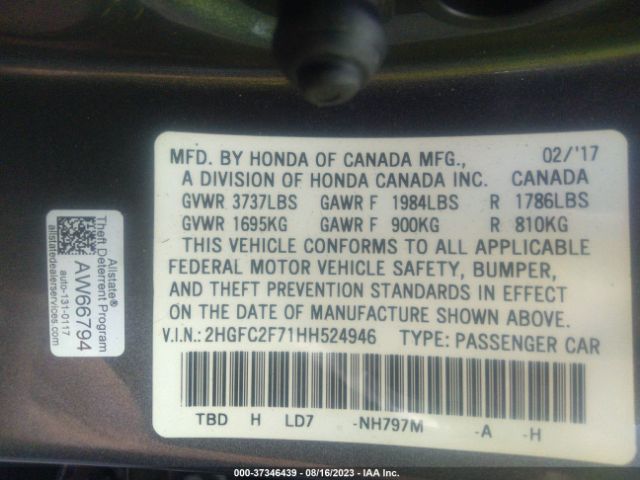 MFD. BY HONDA OF CANADA MFG., 02/'17
A DIVISION OF HONDA CANADA INC. CANADA
GVWR 3737LBS GAWR F 1984LBS R 1786LBS
GVWR 1695KG GAWR F 900KG R 810KG
THIS VEHICLE CONFORMS TO ALL APPLICABLE
FEDERAL MOTOR VEHICLE SAFETY, BUMPER,
AND THEFT PREVENTION STANDARDS IN EFFECT
ON THE DATE OF MANUFACTURE SHOWN ABOVE.
V.I.N.: 2HGFC2F71HH524946 TYPE: PASSENGER CAR
TBD H LD7 -NH797M -A -H
Allstate®
Theft Deterrent Program
AW66794
auto-131-0117
allstatedealerservices.com
000-37346439 - 08/16/2023 - IAA Inc.